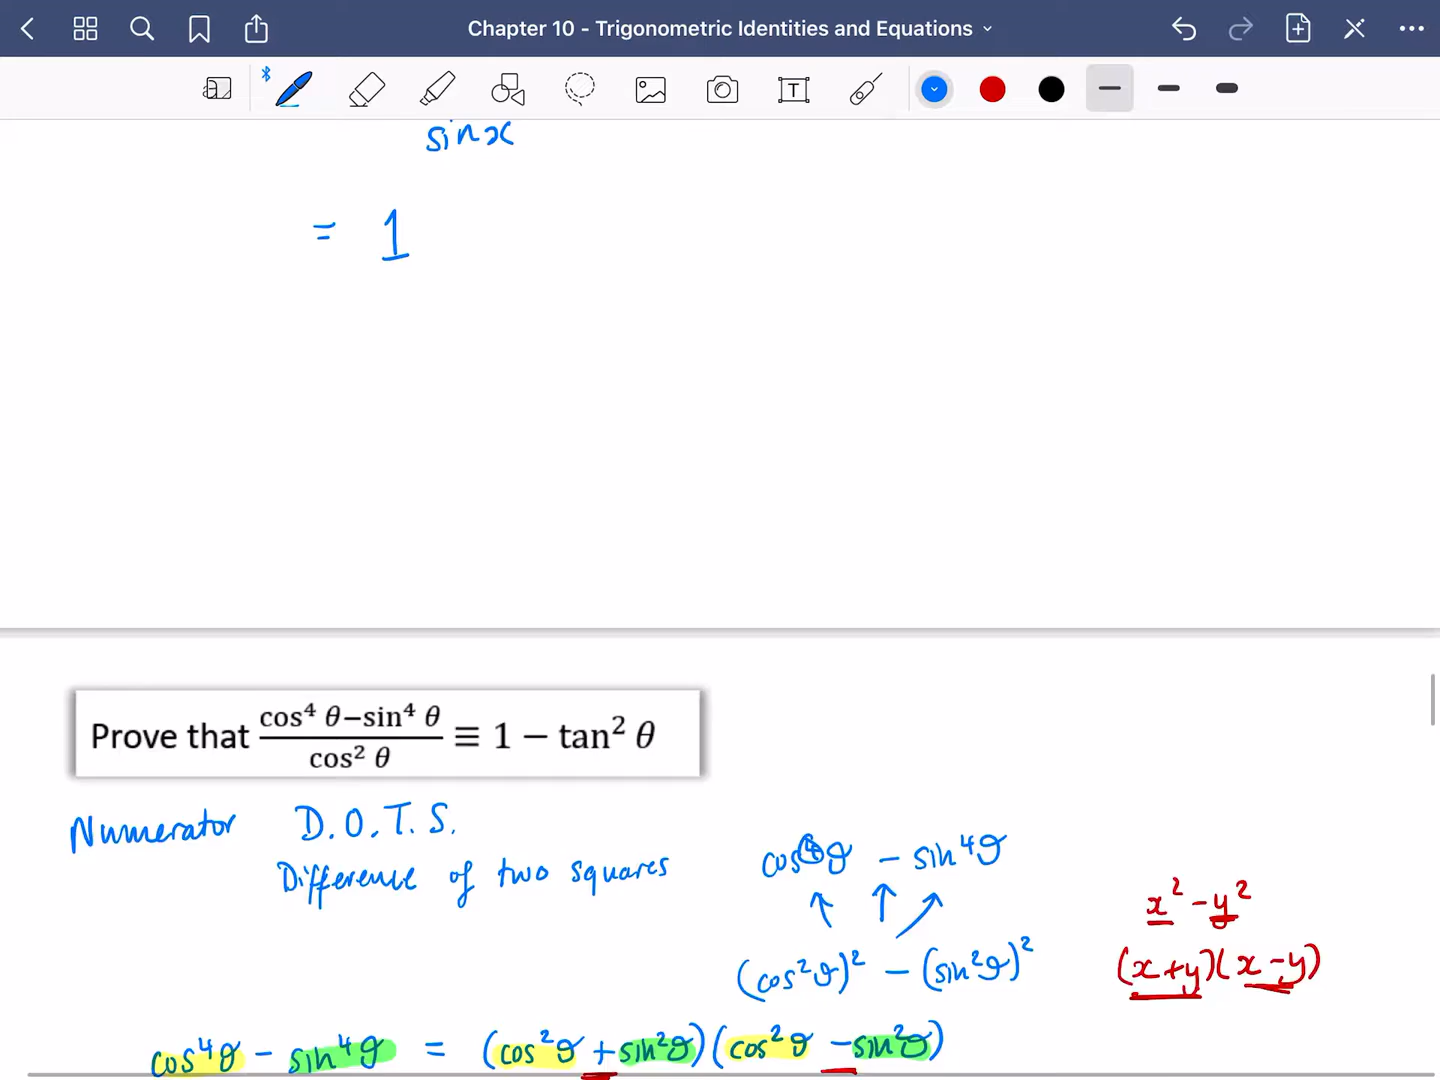 Chapter 10 - Trigonometric Identities and Equations
sin x
= 1
Prove that (cos⁴ θ−sin⁴ θ)/(cos² θ) ≡ 1 − tan² θ
Numerator D.O.T.S.
Difference of two squares
cos⁴θ − sin⁴θ
x² − y²
(cos²θ)² − (sin²θ)²
(x+y)(x−y)
cos⁴θ − sin⁴θ = (cos²θ + sin²θ)(cos²θ − sin²θ)